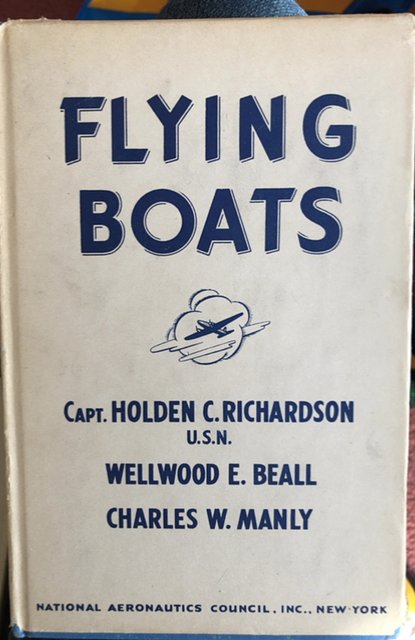 FLYING
BOATS
CAPT. HOLDEN C. RICHARDSON
U.S.N.
WELLWOOD E. BEALL
CHARLES W. MANLY
NATIONAL AERONAUTICS COUNCIL, INC., NEW-YORK